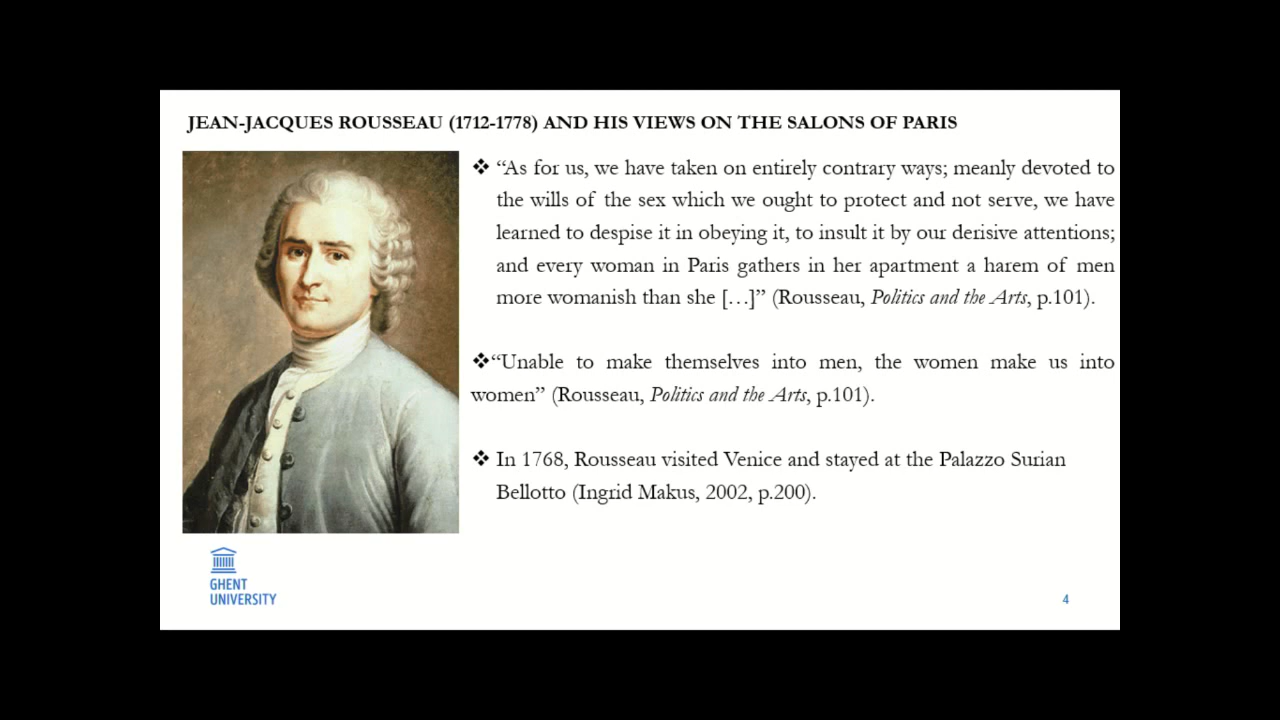 JEAN-JACQUES ROUSSEAU (1712-1778) AND HIS VIEWS ON THE SALONS OF PARIS
❖ “As for us, we have taken on entirely contrary ways; meanly devoted to
the wills of the sex which we ought to protect and not serve, we have
learned to despise it in obeying it, to insult it by our derisive attentions;
and every woman in Paris gathers in her apartment a harem of men
more womanish than she […]” (Rousseau, Politics and the Arts, p.101).
❖“Unable to make themselves into men, the women make us into
women” (Rousseau, Politics and the Arts, p.101).
❖ In 1768, Rousseau visited Venice and stayed at the Palazzo Surian
Bellotto (Ingrid Makus, 2002, p.200).
GHENT
UNIVERSITY
4